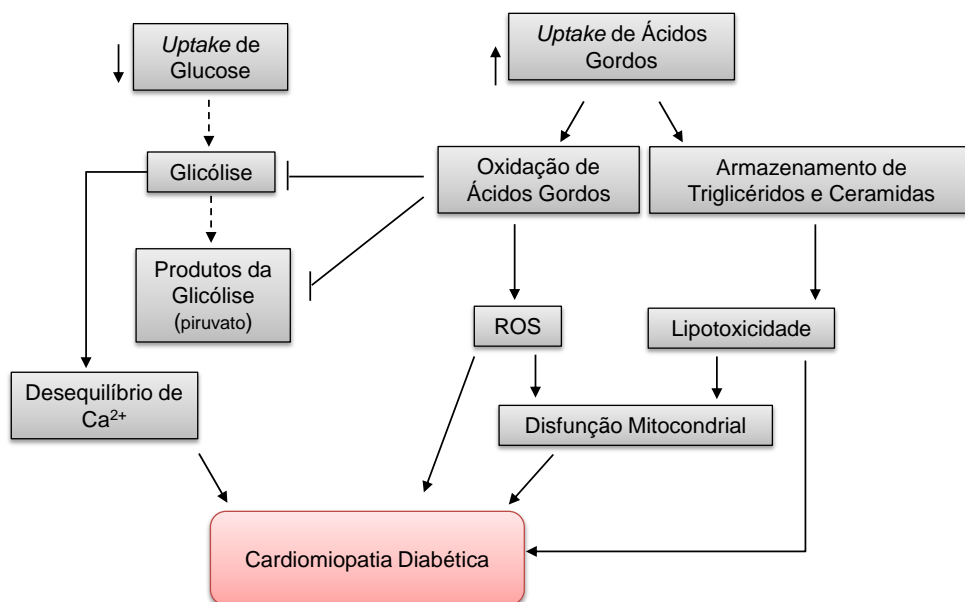 Uptake de
Glucose
Uptake de Ácidos
Gordos
Glicólise
Oxidação de
Ácidos Gordos
Armazenamento de
Triglicéridos e Ceramidas
Produtos da
Glicólise
(piruvato)
ROS
Lipotoxicidade
Desequilíbrio de
Ca²⁺
Disfunção Mitocondrial
Cardiomiopatia Diabética